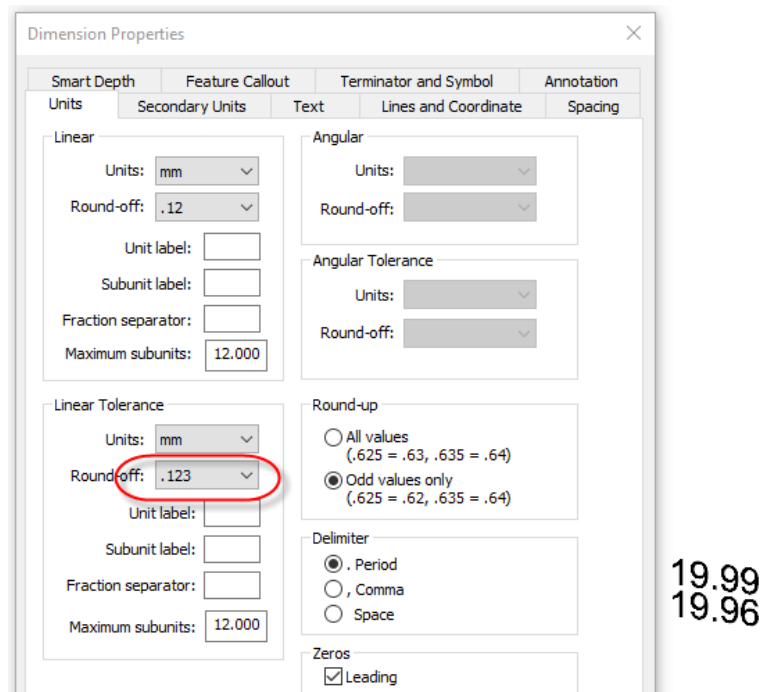 Dimension Properties
Smart Depth Feature Callout Terminator and Symbol Annotation
Units Secondary Units Text Lines and Coordinate Spacing
Linear
Units: mm
Round-off: .12
Unit label:
Subunit label:
Fraction separator:
Maximum subunits: 12.000
Linear Tolerance
Units: mm
Round-off: .123
Unit label:
Subunit label:
Fraction separator:
Maximum subunits: 12.000
Angular
Units:
Round-off:
Angular Tolerance
Units:
Round-off:
Round-up
All values
(.625 = .63, .635 = .64)
Odd values only
(.625 = .62, .635 = .64)
Delimiter
. Period
, Comma
Space
Zeros
Leading
19.99
19.96